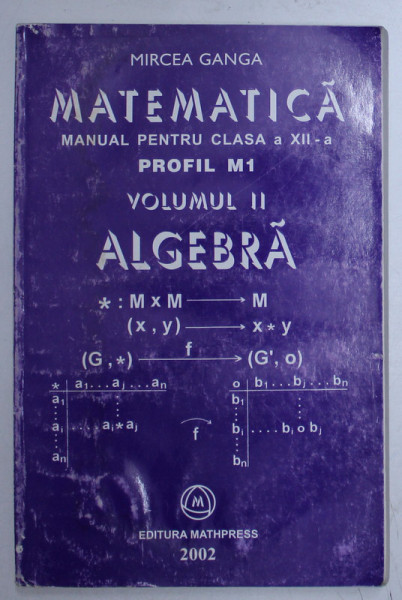 MIRCEA GANGA
MATEMATICĂ
MANUAL PENTRU CLASA a XII-a
PROFIL M1
VOLUMUL II
ALGEBRĂ
* : M x M ⟶ M
(x , y) ⟶ x * y
(G , *) ⟶ f (G', o)
* a1 . . . aj . . . an
a1
ai . . . . ai * aj
an
f
o b1 . . . bj . . . bn
b1
bi . . . . bi o bj
bn
M
EDITURA MATHPRESS
2002